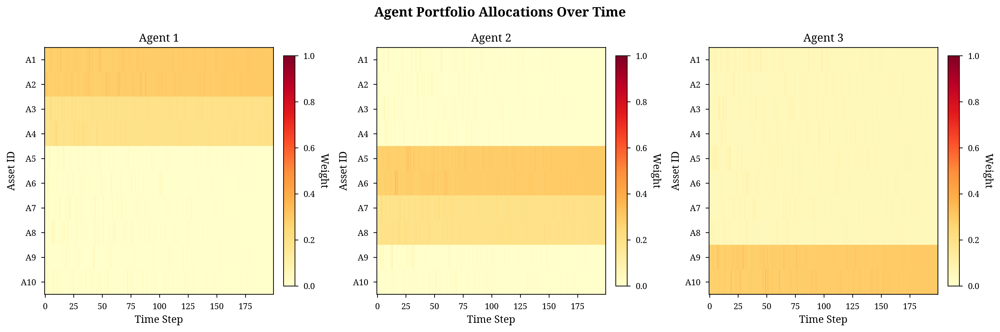 Agent Portfolio Allocations Over Time
Agent 1
Asset ID
A1
A2
A3
A4
A5
A6
A7
A8
A9
A10
0 25 50 75 100 125 150 175
Time Step
1.0
0.8
0.6
0.4
0.2
0.0
Weight
Agent 2
Asset ID
A1
A2
A3
A4
A5
A6
A7
A8
A9
A10
0 25 50 75 100 125 150 175
Time Step
1.0
0.8
0.6
0.4
0.2
0.0
Weight
Agent 3
Asset ID
A1
A2
A3
A4
A5
A6
A7
A8
A9
A10
0 25 50 75 100 125 150 175
Time Step
1.0
0.8
0.6
0.4
0.2
0.0
Weight